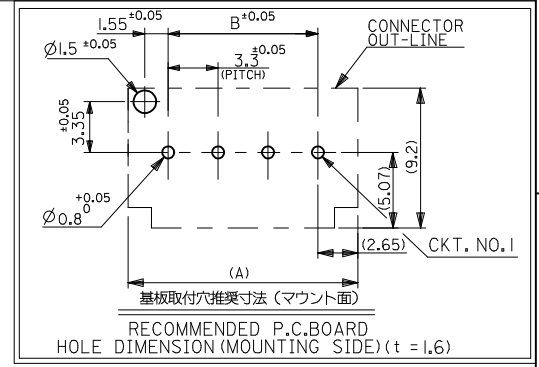 1.55 ±0.05
B±0.05
CONNECTOR
OUT-LINE
Ø1.5 ±0.05
3.3 ±0.05
(PITCH)
3.35 ±0.05
(9.2)
(5.07)
Ø0.8 +0.05
0
(2.65)
CKT. NO.1
(A)
基板取付穴推奨寸法（マウント面）
RECOMMENDED P.C.BOARD
HOLE DIMENSION (MOUNTING SIDE) (t =1.6)